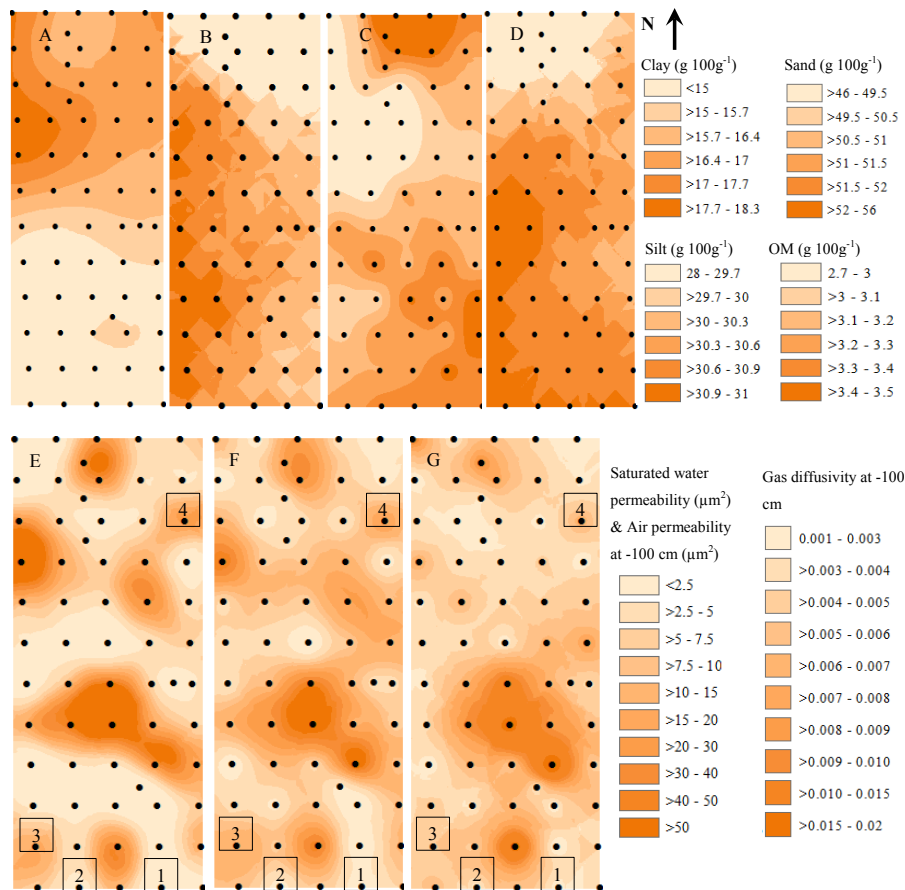 A
B
C
D
N
Clay (g 100g-1)
<15
>15 - 15.7
>15.7 - 16.4
>16.4 - 17
>17 - 17.7
>17.7 - 18.3
Sand (g 100g-1)
>46 - 49.5
>49.5 - 50.5
>50.5 - 51
>51 - 51.5
>51.5 - 52
>52 - 56
Silt (g 100g-1)
28 - 29.7
>29.7 - 30
>30 - 30.3
>30.3 - 30.6
>30.6 - 30.9
>30.9 - 31
OM (g 100g-1)
2.7 - 3
>3 - 3.1
>3.1 - 3.2
>3.2 - 3.3
>3.3 - 3.4
>3.4 - 3.5
E
F
G
4
4
4
3
3
3
2
1
2
1
2
1
Saturated water
permeability (µm2)
& Air permeability
at -100 cm (µm2)
<2.5
>2.5 - 5
>5 - 7.5
>7.5 - 10
>10 - 15
>15 - 20
>20 - 30
>30 - 40
>40 - 50
>50
Gas diffusivity at -100
cm
0.001 - 0.003
>0.003 - 0.004
>0.004 - 0.005
>0.005 - 0.006
>0.006 - 0.007
>0.007 - 0.008
>0.008 - 0.009
>0.009 - 0.010
>0.010 - 0.015
>0.015 - 0.02